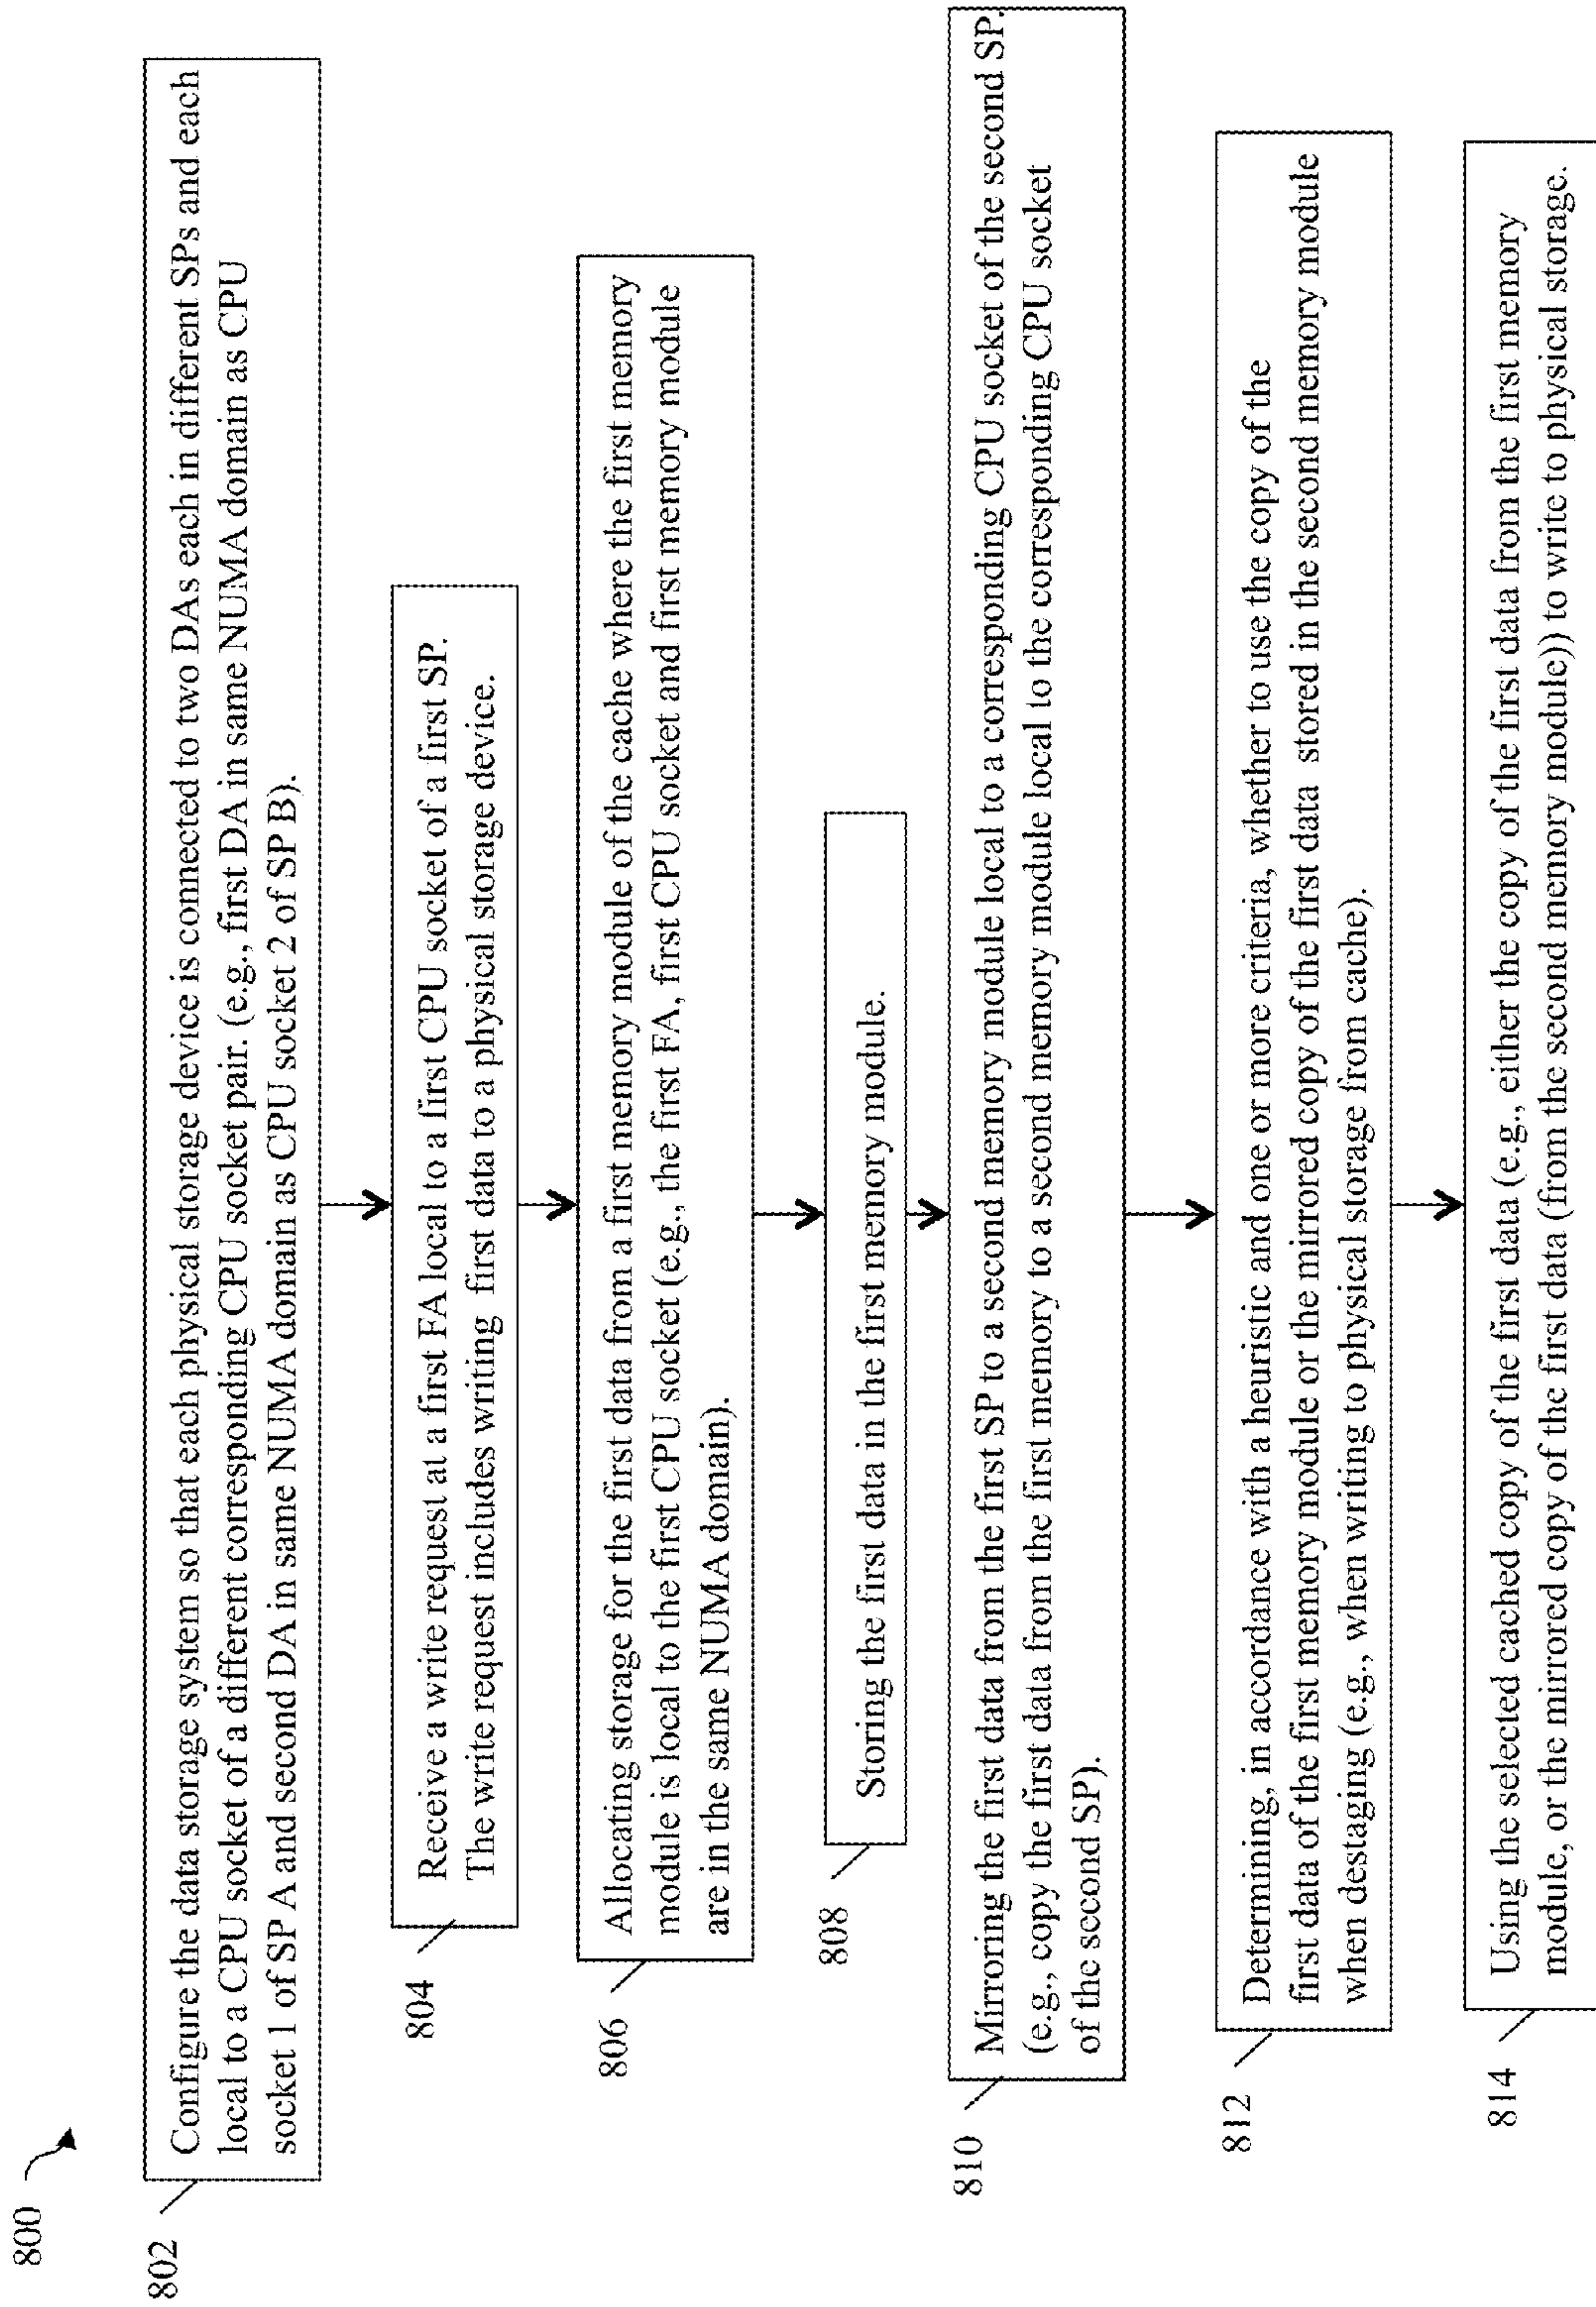 800
802
Configure the data storage system so that each physical storage device is connected to two DAs each in different SPs and each
local to a CPU socket of a different corresponding CPU socket pair. (e.g., first DA in same NUMA domain as CPU
socket 1 of SP A and second DA in same NUMA domain as CPU socket 2 of SP B).
804
Receive a write request at a first FA local to a first CPU socket of a first SP.
The write request includes writing first data to a physical storage device.
806
Allocating storage for the first data from a first memory module of the cache where the first memory
module is local to the first CPU socket (e.g., the first FA, first CPU socket and first memory module
are in the same NUMA domain).
808
Storing the first data in the first memory module.
810
Mirroring the first data from the first SP to a second memory module local to a corresponding CPU socket of the second SP.
(e.g., copy the first data from the first memory to a second memory module local to the corresponding CPU socket
of the second SP).
812
Determining, in accordance with a heuristic and one or more criteria, whether to use the copy of the
first data of the first memory module or the mirrored copy of the first data stored in the second memory module
when destaging (e.g., when writing to physical storage from cache).
814
Using the selected cached copy of the first data (e.g., either the copy of the first data from the first memory
module, or the mirrored copy of the first data (from the second memory module)) to write to physical storage.